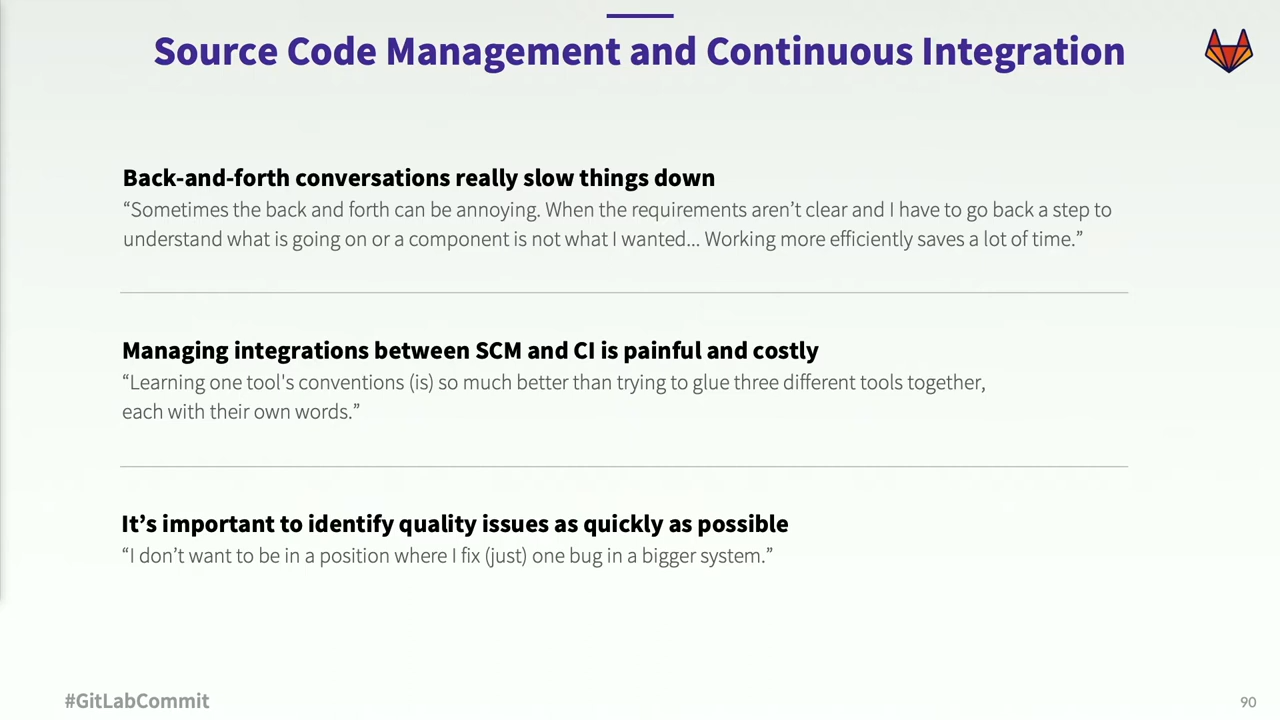 Source Code Management and Continuous Integration
Back-and-forth conversations really slow things down
“Sometimes the back and forth can be annoying. When the requirements aren’t clear and I have to go back a step to
understand what is going on or a component is not what I wanted... Working more efficiently saves a lot of time.”
Managing integrations between SCM and CI is painful and costly
“Learning one tool's conventions (is) so much better than trying to glue three different tools together,
each with their own words.”
It’s important to identify quality issues as quickly as possible
“I don’t want to be in a position where I fix (just) one bug in a bigger system.”
#GitLabCommit
90